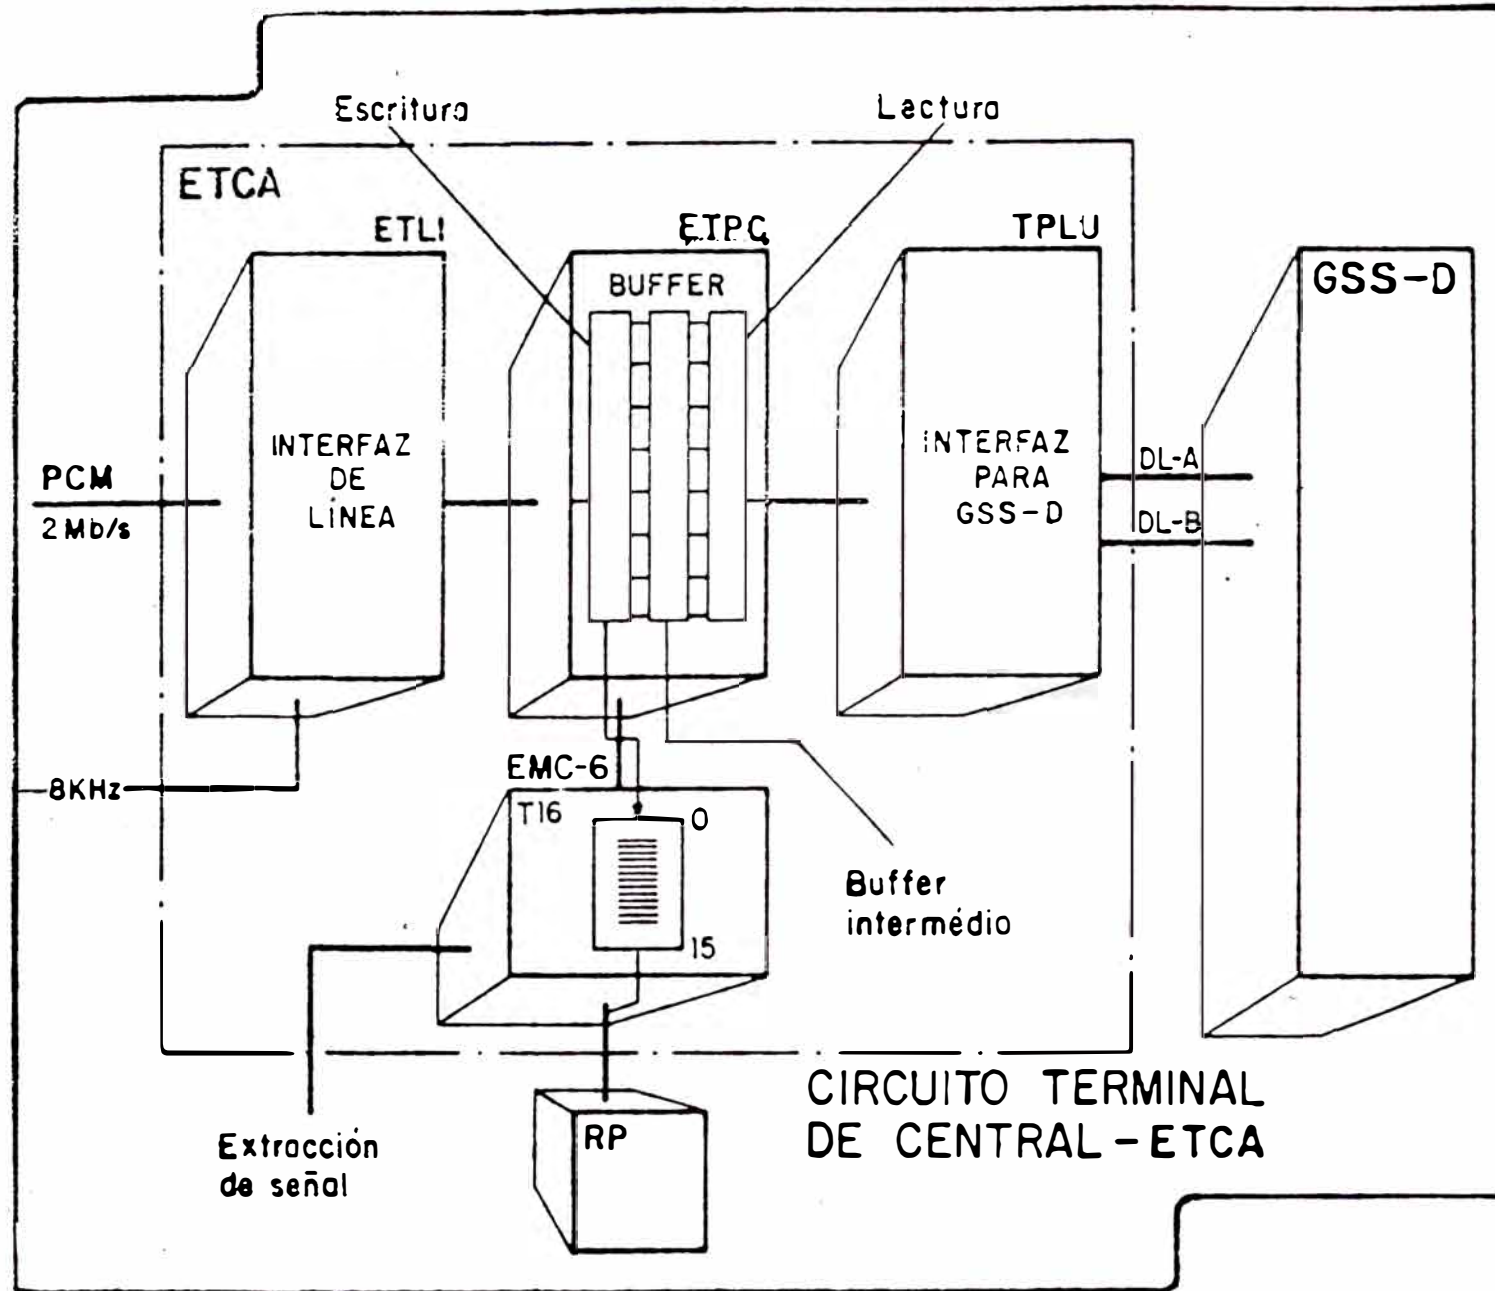 Escritura
Lectura
ETCA
ETLI
ETPC
TPLU
GSS-D
BUFFER
INTERFAZ
DE
LÍNEA
INTERFAZ
PARA
GSS-D
PCM
2 Mb/s
DL-A
DL-B
8KHz
EMC-6
T16
0
15
Buffer
intermédio
Extracción
de señal
RP
CIRCUITO TERMINAL
DE CENTRAL - ETCA